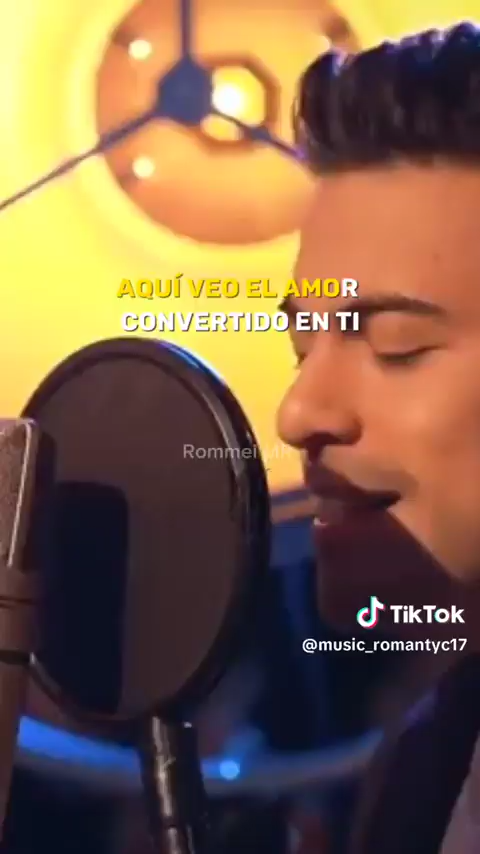 AQUÍ VEO EL AMOR
CONVERTIDO EN TI
TikTok
@music_romantyc17